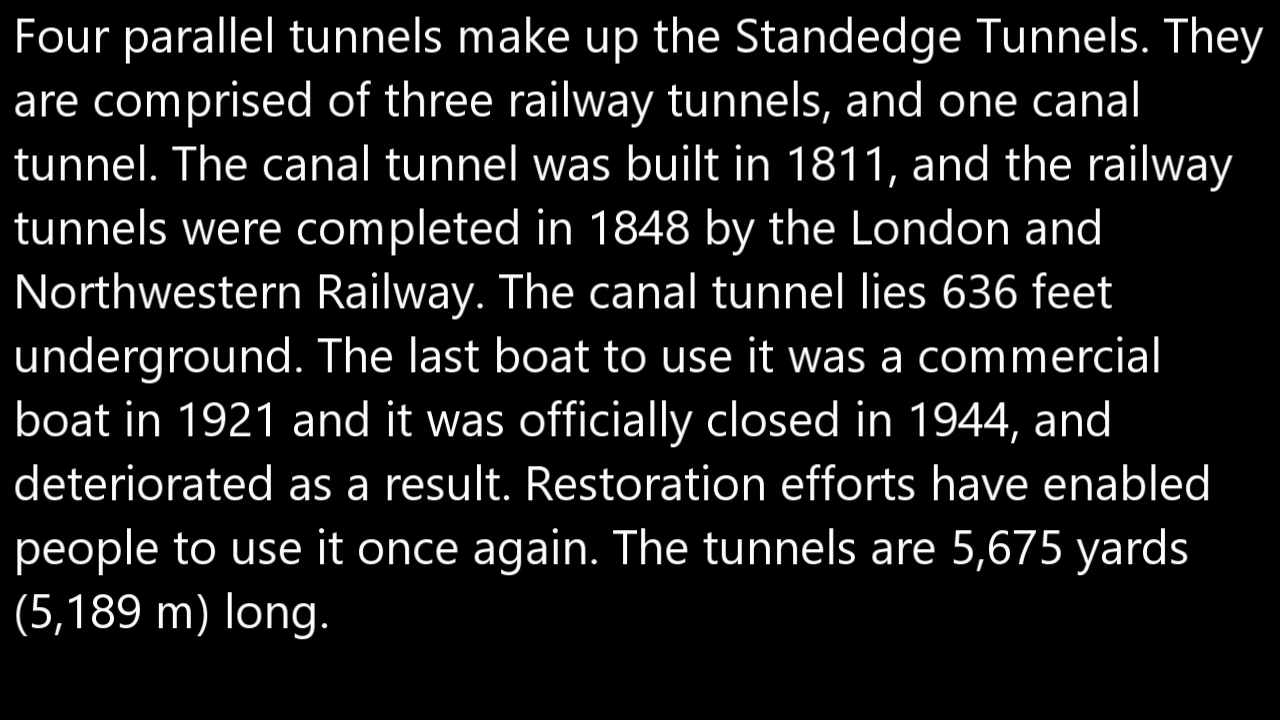 Four parallel tunnels make up the Standedge Tunnels. They
are comprised of three railway tunnels, and one canal
tunnel. The canal tunnel was built in 1811, and the railway
tunnels were completed in 1848 by the London and
Northwestern Railway. The canal tunnel lies 636 feet
underground. The last boat to use it was a commercial
boat in 1921 and it was officially closed in 1944, and
deteriorated as a result. Restoration efforts have enabled
people to use it once again. The tunnels are 5,675 yards
(5,189 m) long.